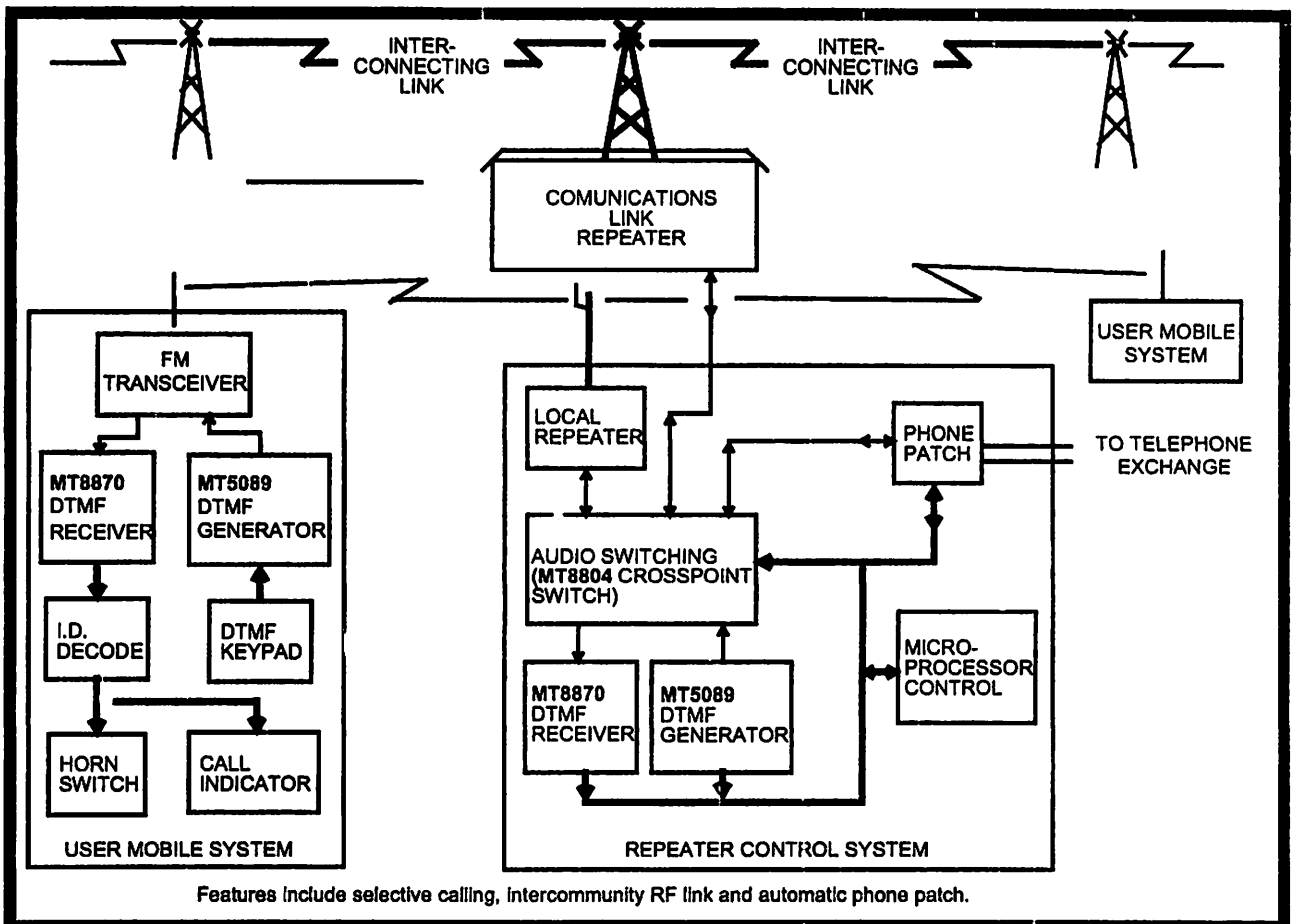 INTER-
CONNECTING
LINK
INTER-
CONNECTING
LINK
COMUNICATIONS
LINK
REPEATER
USER MOBILE
SYSTEM
FM
TRANSCEIVER
MT8870
DTMF
RECEIVER
MT5089
DTMF
GENERATOR
I.D.
DECODE
DTMF
KEYPAD
HORN
SWITCH
CALL
INDICATOR
USER MOBILE SYSTEM
LOCAL
REPEATER
PHONE
PATCH
TO TELEPHONE
EXCHANGE
AUDIO SWITCHING
(MT8804 CROSSPOINT
SWITCH)
MICRO-
PROCESSOR
CONTROL
MT8870
DTMF
RECEIVER
MT5089
DTMF
GENERATOR
REPEATER CONTROL SYSTEM
Features include selective calling, intercommunity RF link and automatic phone patch.